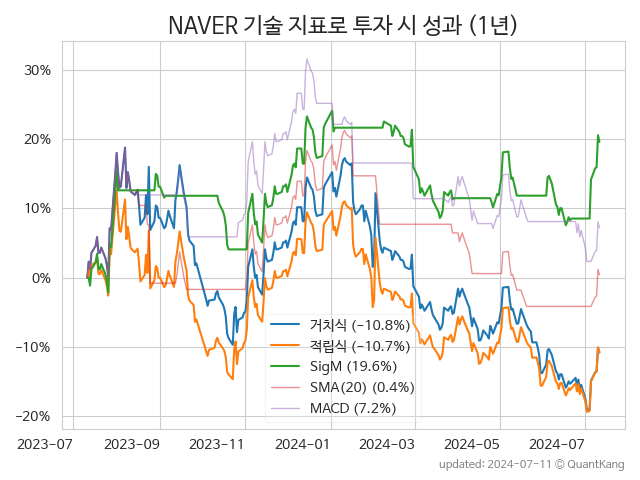 NAVER 기술 지표로 투자 시 성과 (1년)
30%
20%
10%
0%
−10%
−20%
거치식 (−10.8%)
적립식 (−10.7%)
SigM (19.6%)
SMA(20) (0.4%)
MACD (7.2%)
2023-07
2023-09
2023-11
2024-01
2024-03
2024-05
2024-07
updated: 2024-07-11 ⓒ QuantKang